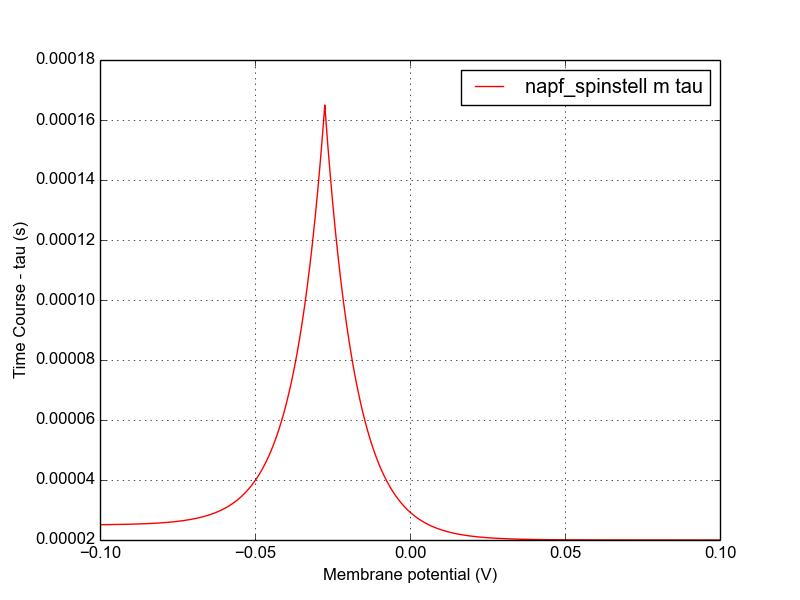 0.00018
0.00016
0.00014
0.00012
0.00010
0.00008
0.00006
0.00004
0.00002
Time Course - tau (s)
napf_spinstell m tau
−0.10 −0.05 0.00 0.05 0.10
Membrane potential (V)